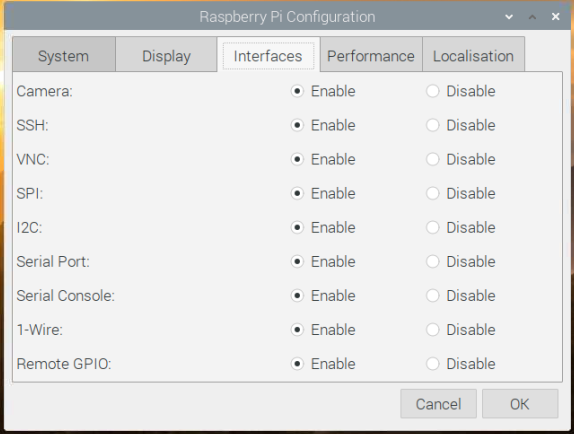 Raspberry Pi Configuration
System Display Interfaces Performance Localisation
Camera: Enable Disable
SSH: Enable Disable
VNC: Enable Disable
SPI: Enable Disable
I2C: Enable Disable
Serial Port: Enable Disable
Serial Console: Enable Disable
1-Wire: Enable Disable
Remote GPIO: Enable Disable
Cancel OK